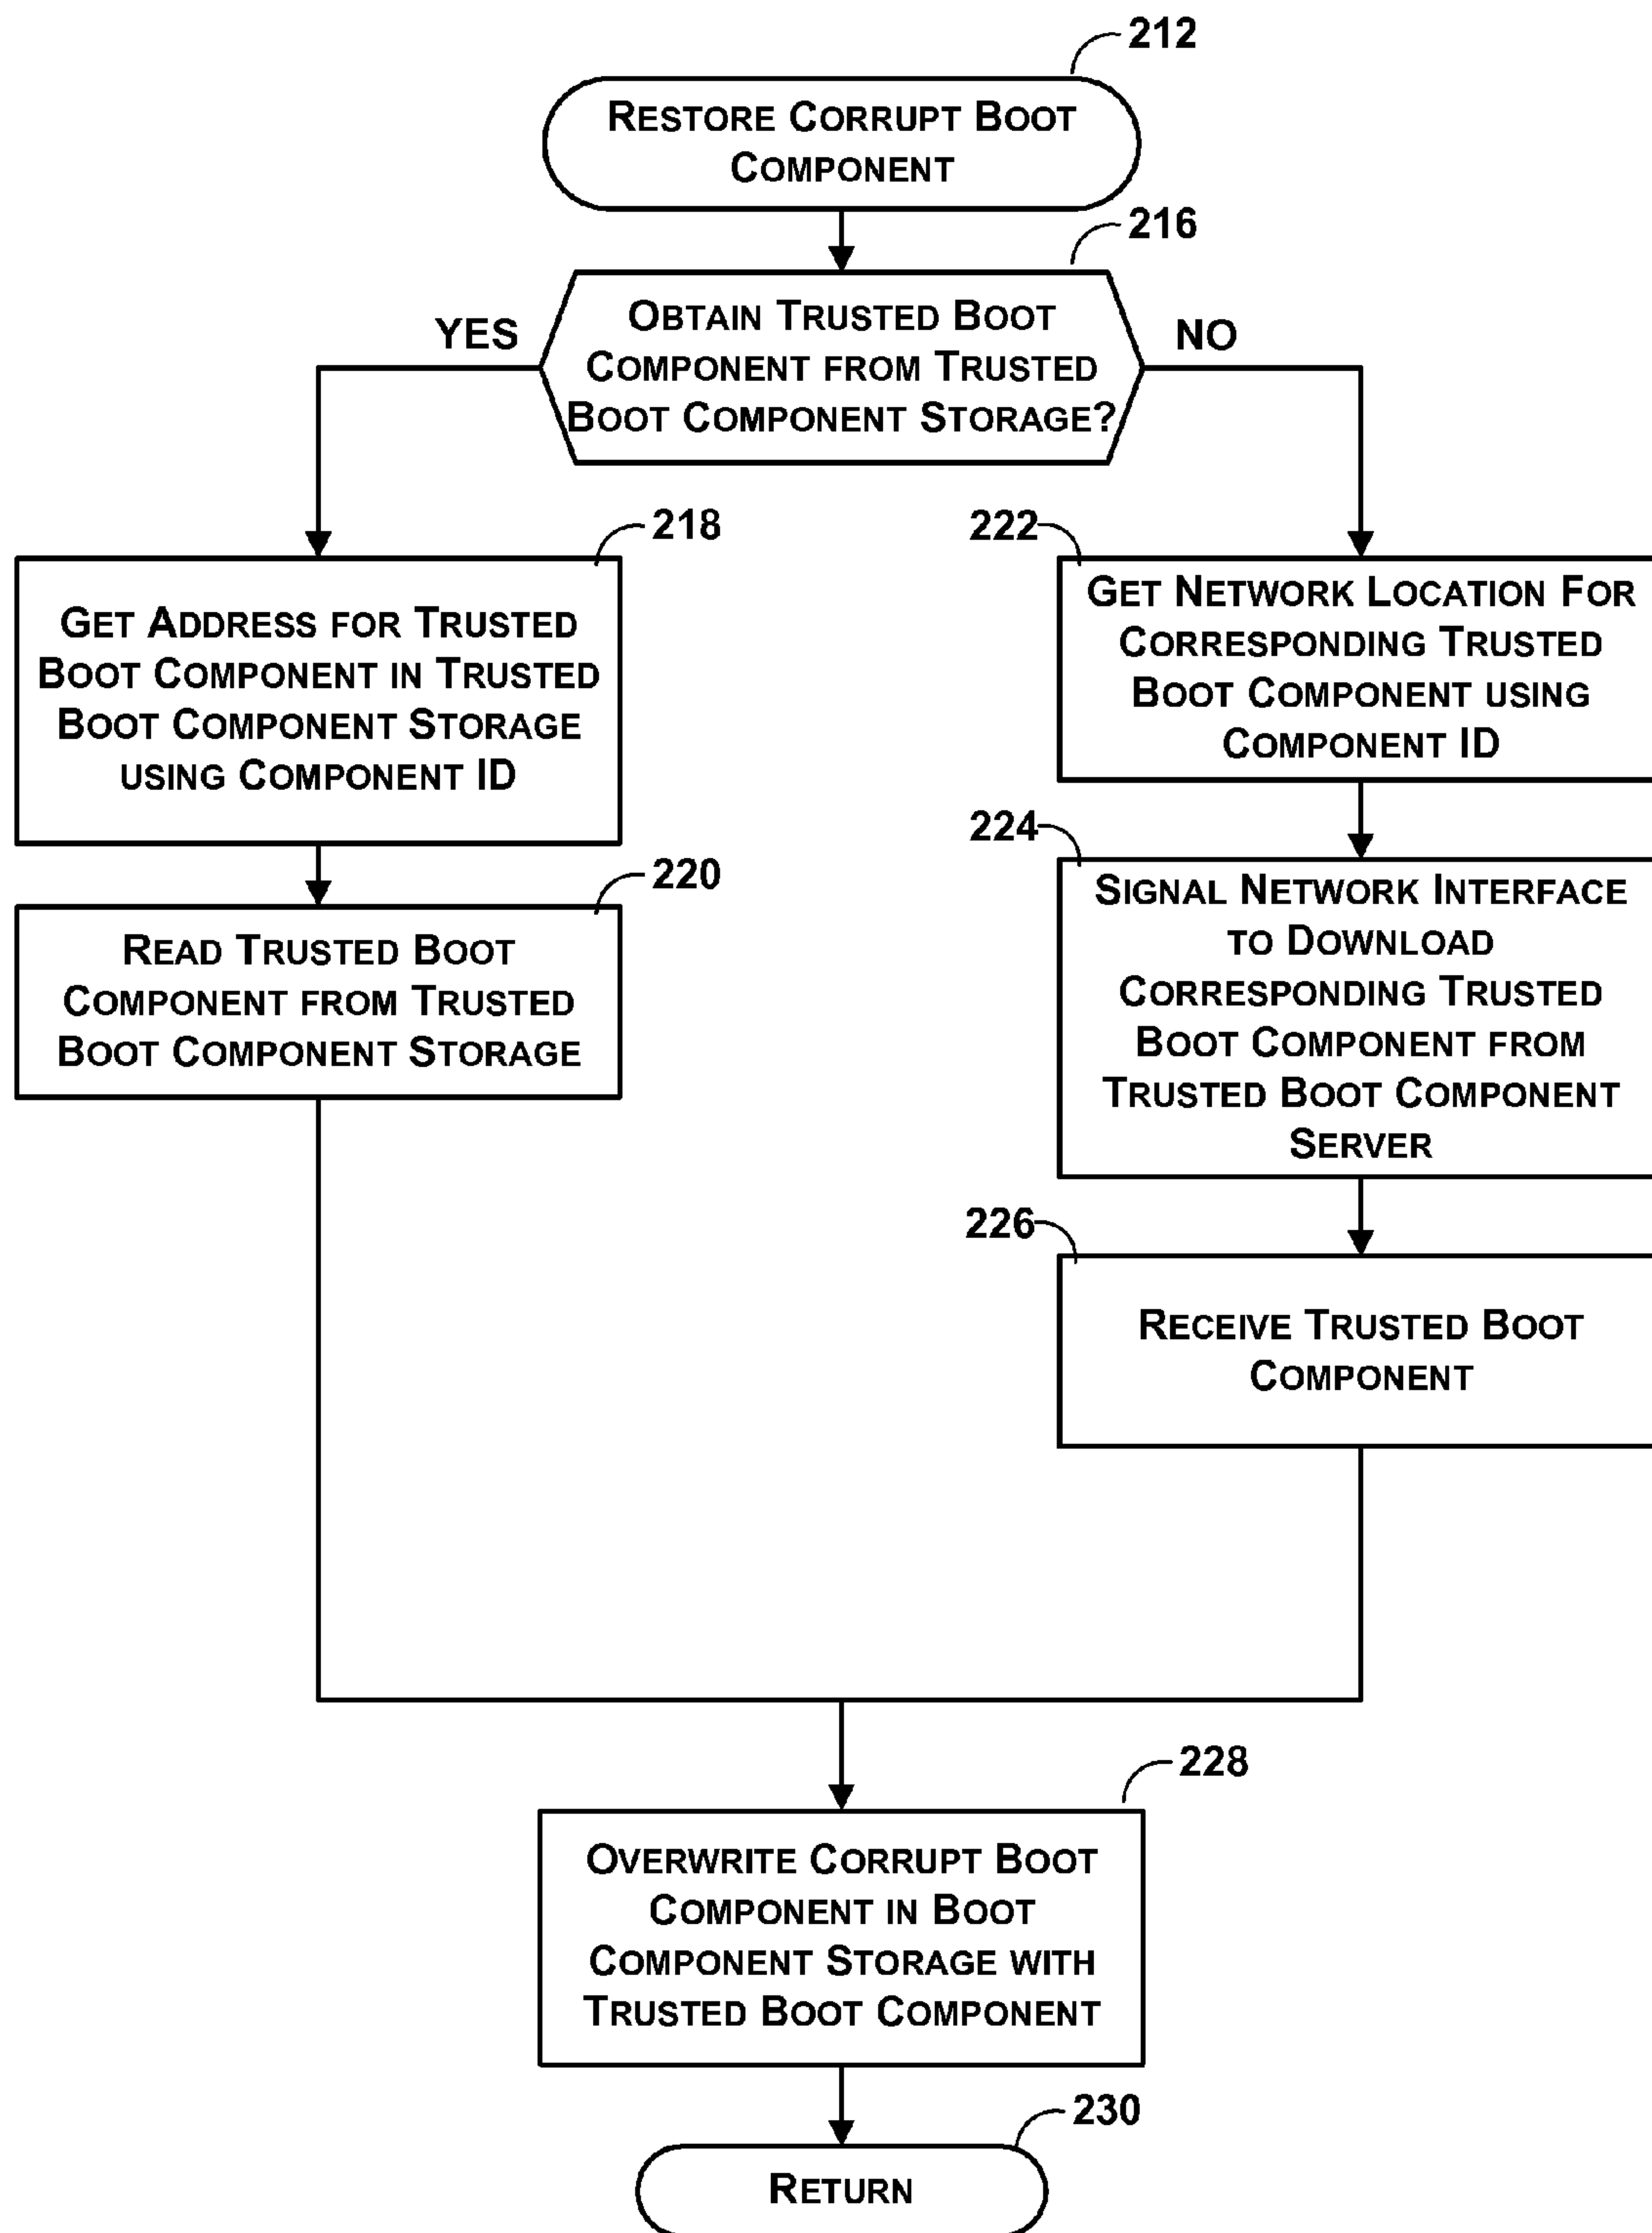 212
RESTORE CORRUPT BOOT
COMPONENT
216
YES
OBTAIN TRUSTED BOOT
COMPONENT FROM TRUSTED
BOOT COMPONENT STORAGE?
NO
218
GET ADDRESS FOR TRUSTED
BOOT COMPONENT IN TRUSTED
BOOT COMPONENT STORAGE
USING COMPONENT ID
220
READ TRUSTED BOOT
COMPONENT FROM TRUSTED
BOOT COMPONENT STORAGE
222
GET NETWORK LOCATION FOR
CORRESPONDING TRUSTED
BOOT COMPONENT USING
COMPONENT ID
224
SIGNAL NETWORK INTERFACE
TO DOWNLOAD
CORRESPONDING TRUSTED
BOOT COMPONENT FROM
TRUSTED BOOT COMPONENT
SERVER
226
RECEIVE TRUSTED BOOT
COMPONENT
228
OVERWRITE CORRUPT BOOT
COMPONENT IN BOOT
COMPONENT STORAGE WITH
TRUSTED BOOT COMPONENT
230
RETURN